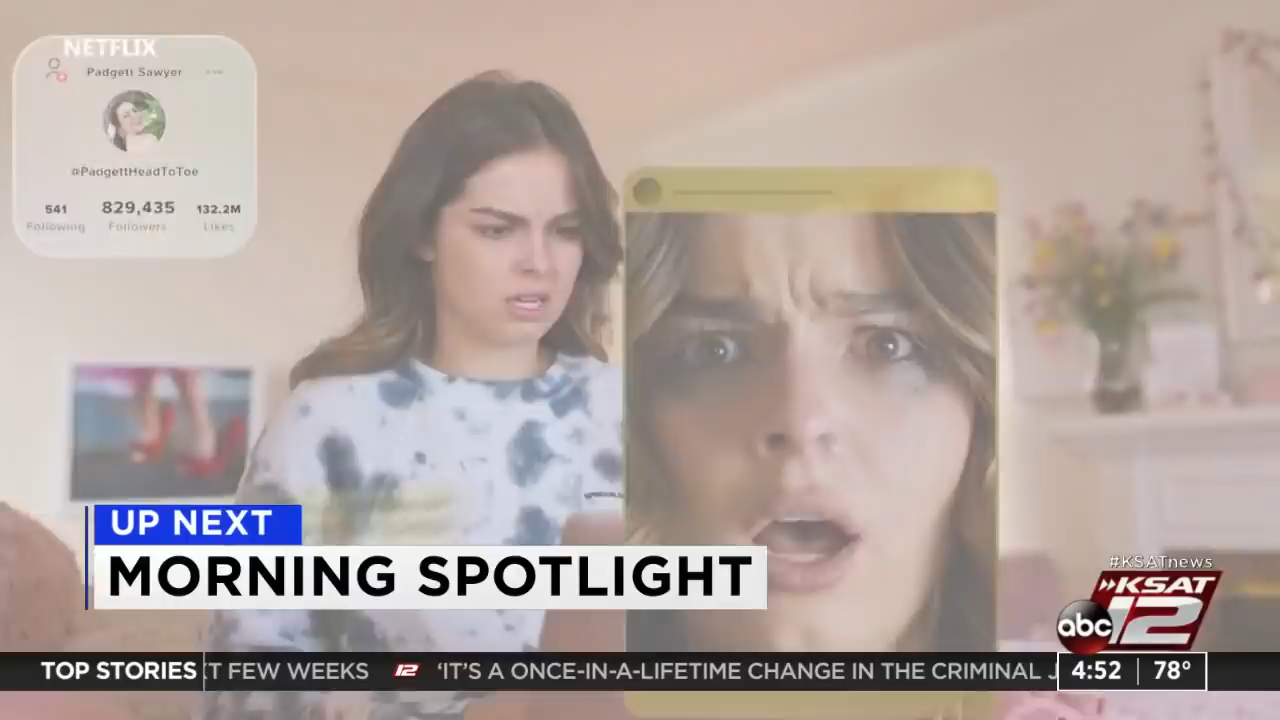 NETFLIX
Padgett Sawyer
@PadgettHeadToToe
541
829,435
132.2M
Following
Followers
Likes
UP NEXT
MORNING SPOTLIGHT
#KSATnews
KSAT
12
abc
TOP STORIES
T FEW WEEKS 12 ‘IT'S A ONCE-IN-A-LIFETIME CHANGE IN THE CRIMINAL J
4:52
78°